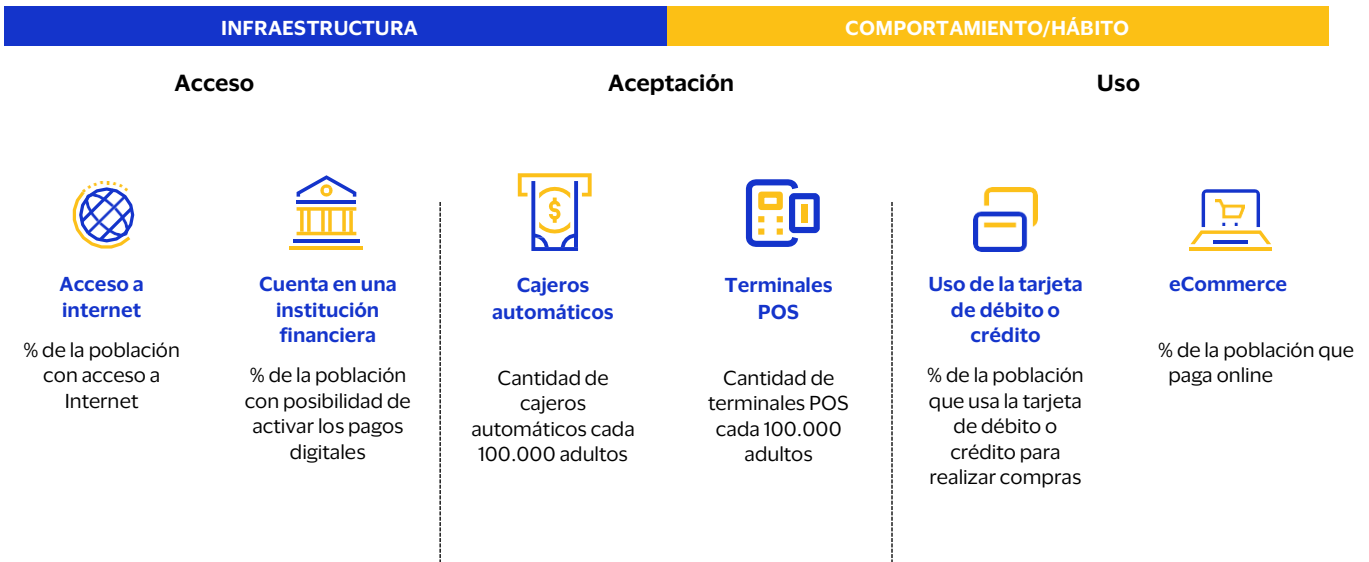 INFRAESTRUCTURA
COMPORTAMIENTO/HÁBITO
Acceso
Aceptación
Uso
Acceso a
internet
% de la población
con acceso a
Internet
Cuenta en una
institución
financiera
% de la población
con posibilidad de
activar los pagos
digitales
$
Cajeros
automáticos
Cantidad de
cajeros
automáticos cada
100.000 adultos
Terminales
POS
Cantidad de
terminales POS
cada 100.000
adultos
Uso de la tarjeta
de débito o
crédito
% de la población
que usa la tarjeta
de débito o
crédito para
realizar compras
eCommerce
% de la población que
paga online